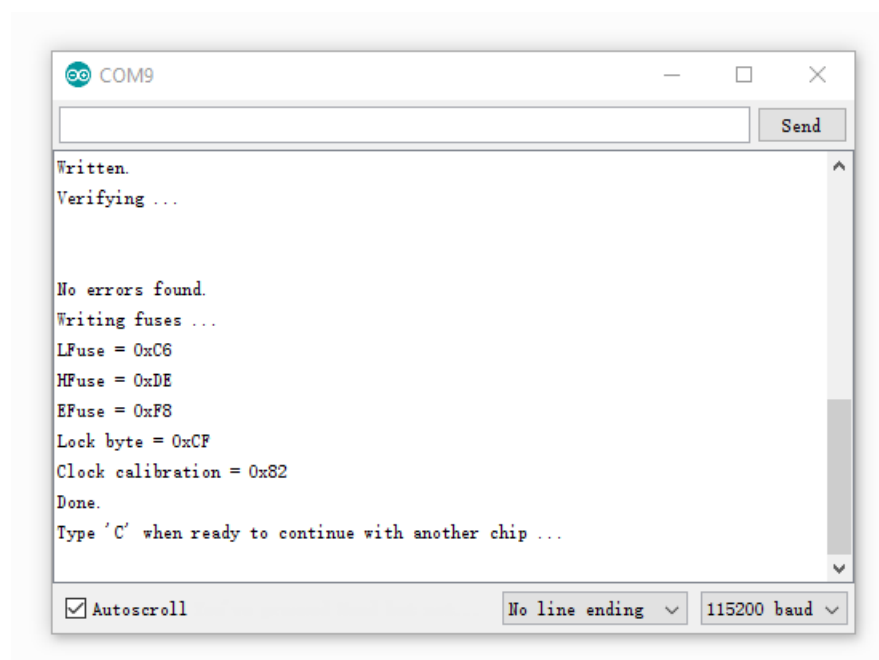 COM9
Send
Written.
Verifying ...
No errors found.
Writing fuses ...
LFuse = 0xC6
HFuse = 0xDE
EFuse = 0xF8
Lock byte = 0xCF
Clock calibration = 0x82
Done.
Type 'C' when ready to continue with another chip ...
Autoscroll
No line ending
115200 baud